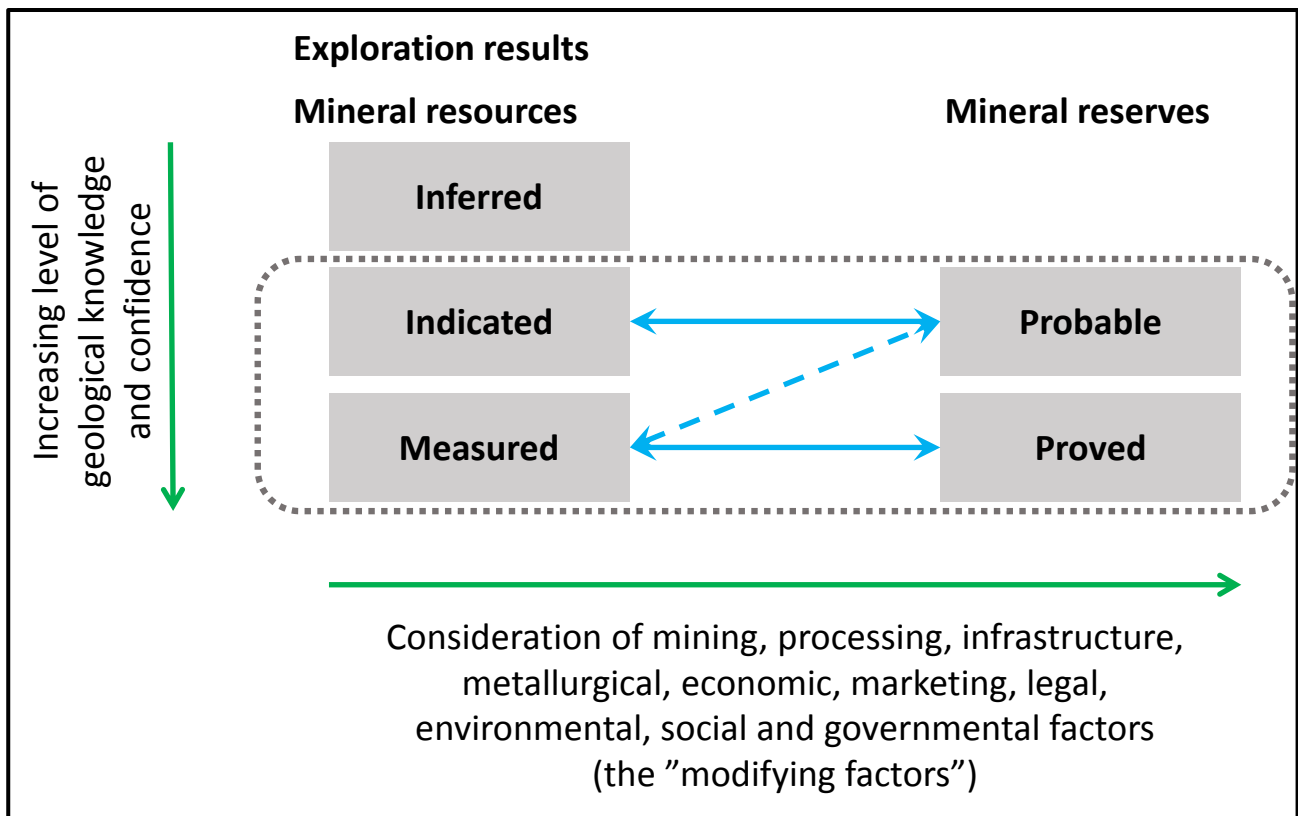 Exploration results
Mineral resources
Mineral reserves
Increasing level of
geological knowledge
and confidence
Inferred
Indicated
Probable
Measured
Proved
Consideration of mining, processing, infrastructure,
metallurgical, economic, marketing, legal,
environmental, social and governmental factors
(the ”modifying factors”)